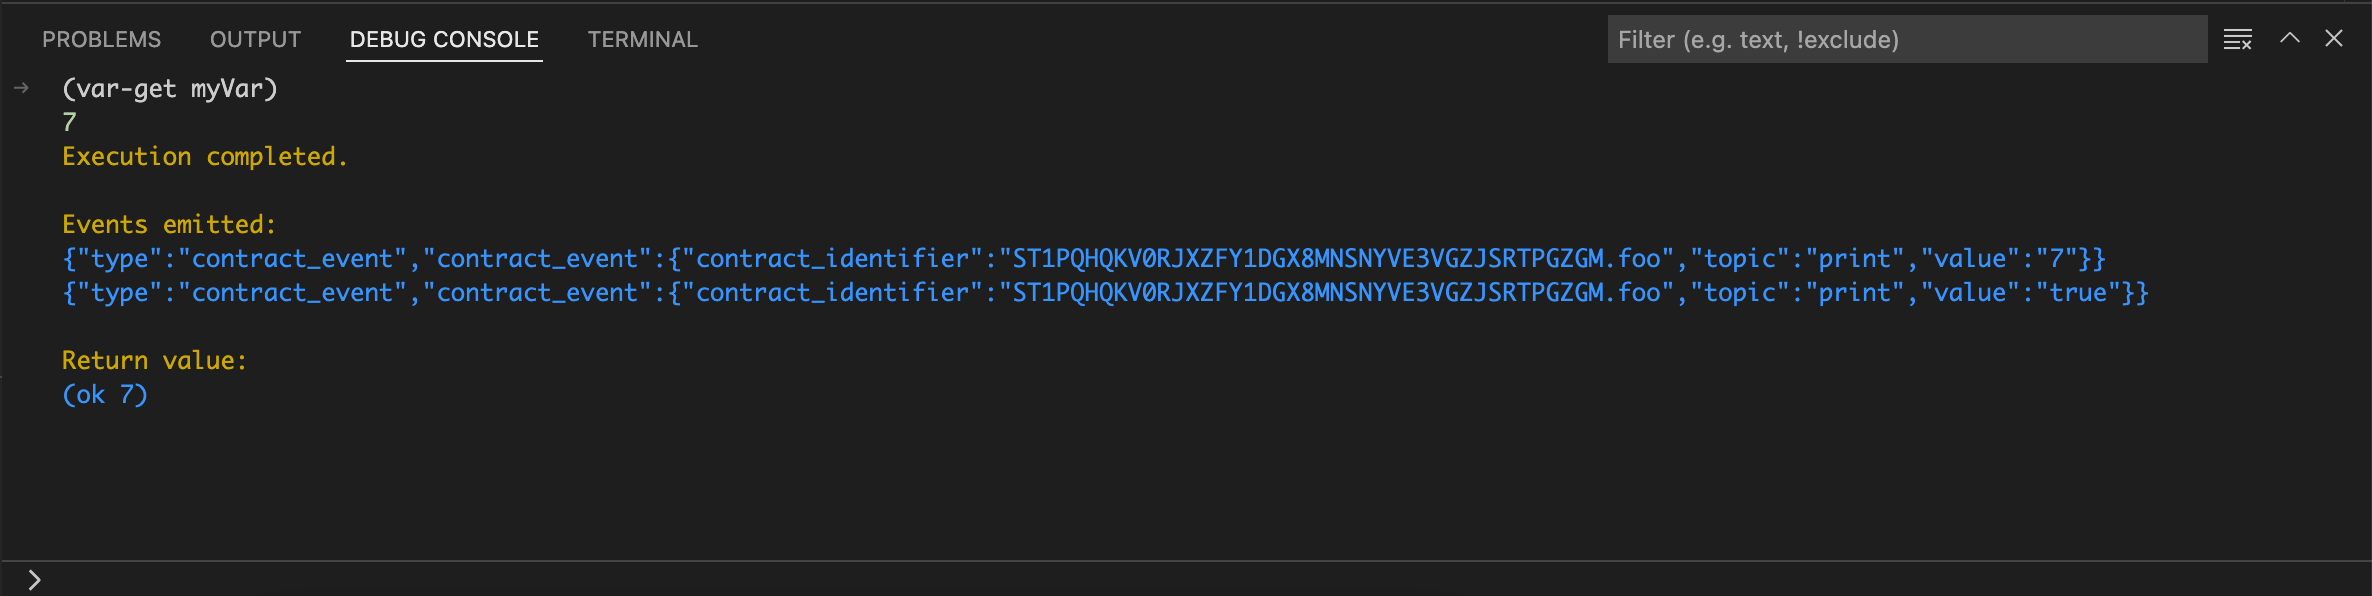 PROBLEMS OUTPUT DEBUG CONSOLE TERMINAL Filter (e.g. text, !exclude)
(var-get myVar)
7
Execution completed.
Events emitted:
{"type":"contract_event","contract_event":{"contract_identifier":"ST1PQHQKV0RJXZFY1DGX8MNSNYVE3VGZJSRTPGZGM.foo","topic":"print","value":"7"}}
{"type":"contract_event","contract_event":{"contract_identifier":"ST1PQHQKV0RJXZFY1DGX8MNSNYVE3VGZJSRTPGZGM.foo","topic":"print","value":"true"}}
Return value:
(ok 7)